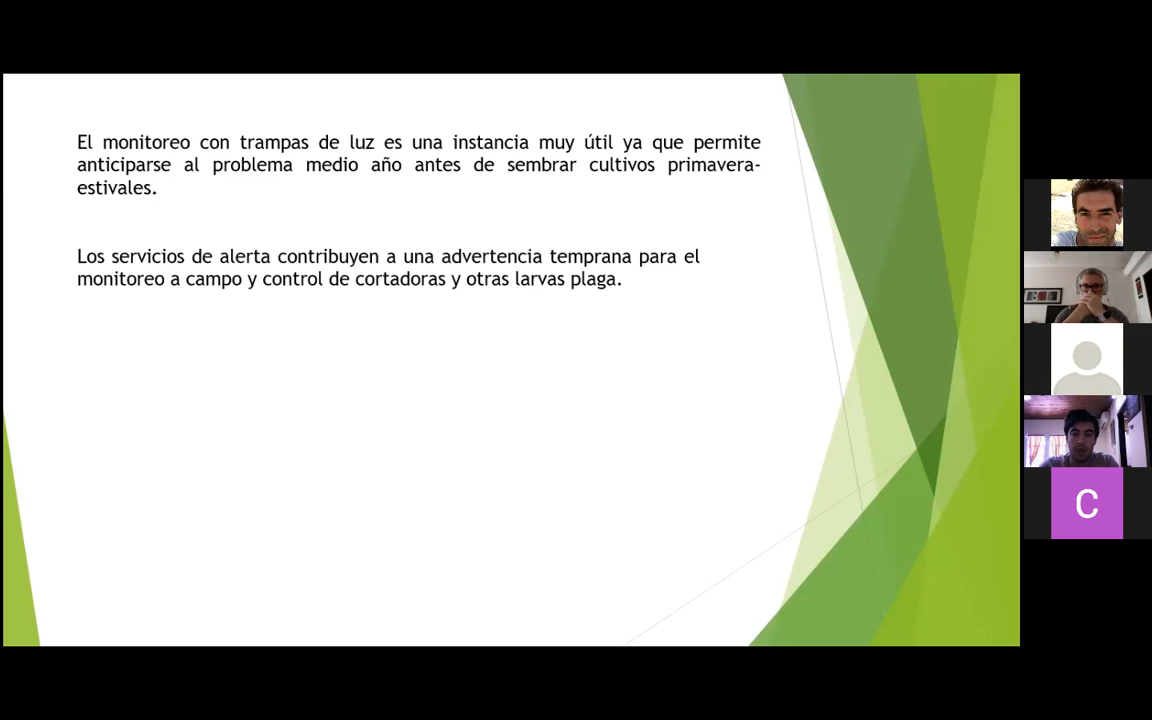 El monitoreo con trampas de luz es una instancia muy útil ya que permite
anticiparse al problema medio año antes de sembrar cultivos primavera-
estivales.
Los servicios de alerta contribuyen a una advertencia temprana para el
monitoreo a campo y control de cortadoras y otras larvas plaga.
C